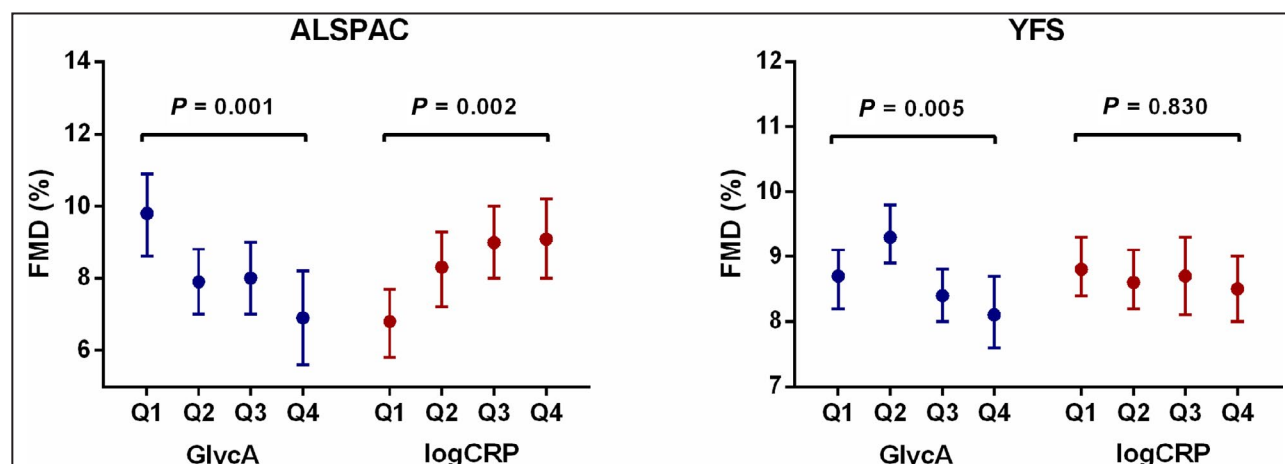 ALSPAC
14
12
10
8
6
FMD (%)
P = 0.001
P = 0.002
Q1 Q2 Q3 Q4 Q1 Q2 Q3 Q4
GlycA logCRP
YFS
12
11
10
9
8
7
FMD (%)
P = 0.005
P = 0.830
Q1 Q2 Q3 Q4 Q1 Q2 Q3 Q4
GlycA logCRP